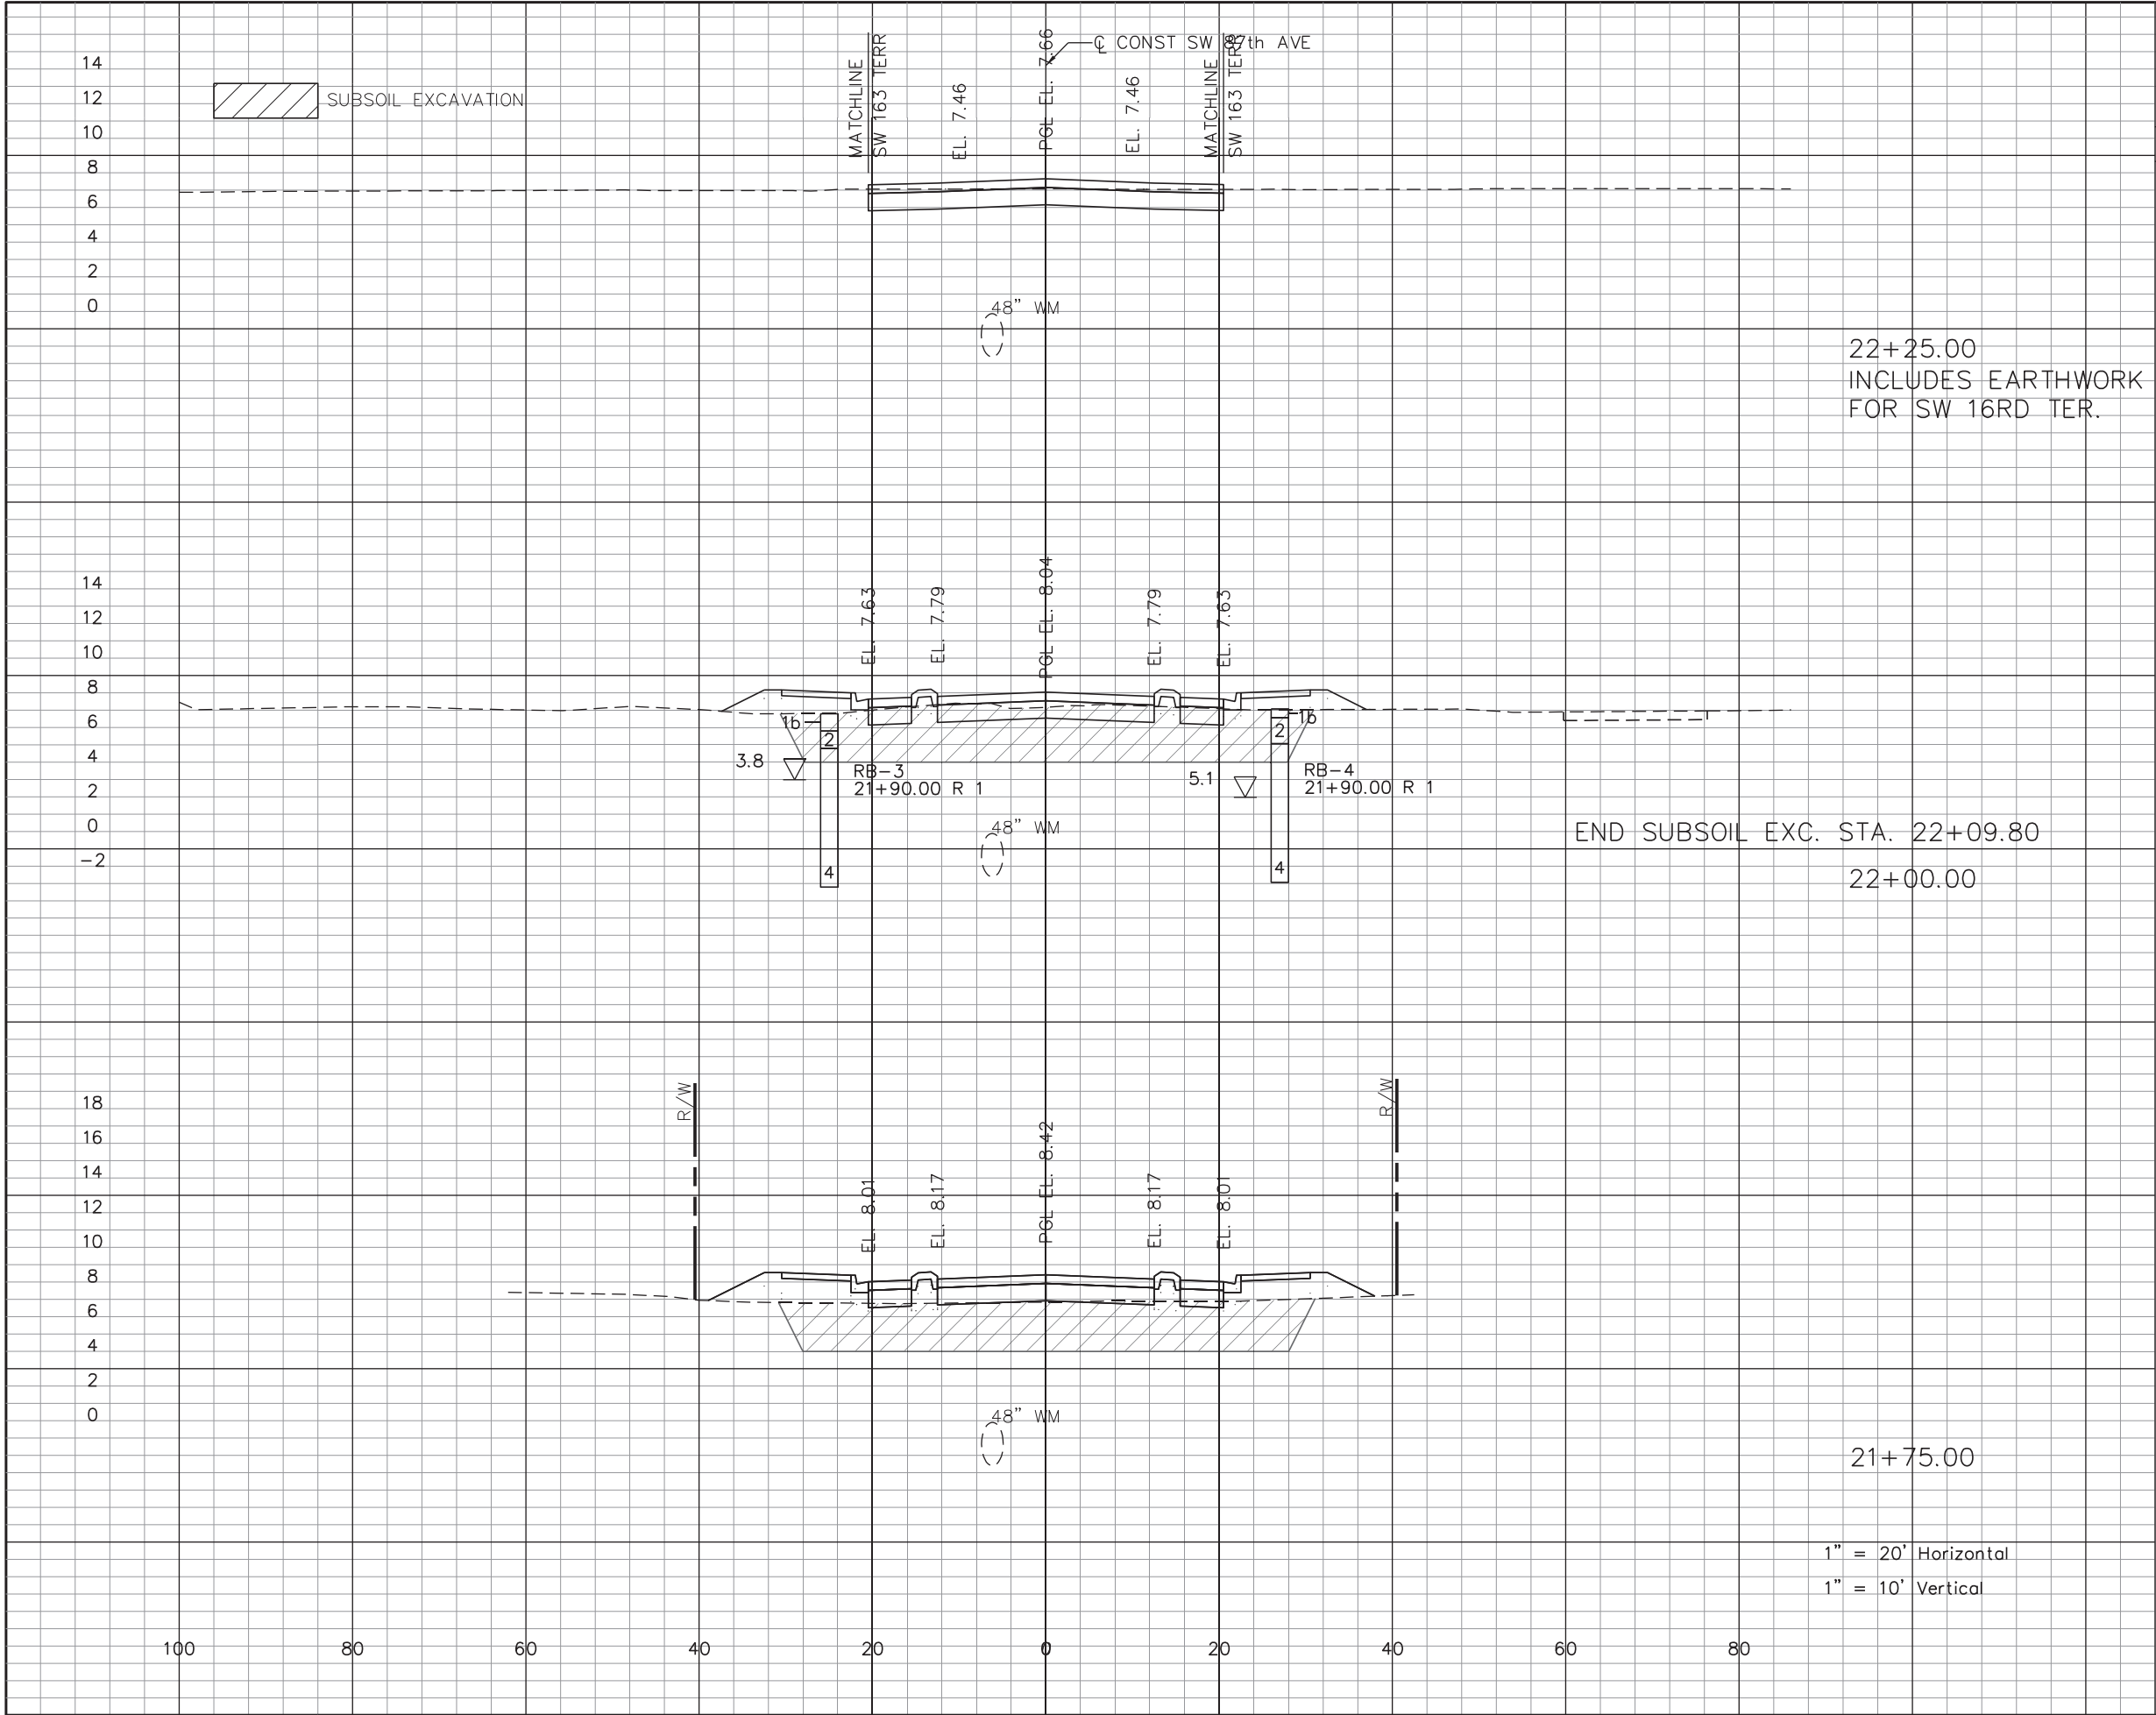 ℄ CONST SW 87th AVE
SUBSOIL EXCAVATION
MATCHLINE
SW 163 TERR
EL. 7.46
PGL EL. 7.66
EL. 7.46
MATCHLINE
SW 163 TERR
14
12
10
8
6
4
2
0
48" WM
22+25.00
INCLUDES EARTHWORK
FOR SW 16RD TER.
EL. 7.63
EL. 7.79
PGL EL. 8.04
EL. 7.79
EL. 7.63
14
12
10
8
6
4
2
0
-2
1b
2
4
3.8
RB-3
21+90.00 R 1
5.1
1b
2
4
RB-4
21+90.00 R 1
48" WM
END SUBSOIL EXC. STA. 22+09.80
22+00.00
R/W
R/W
EL. 8.01
EL. 8.17
PGL EL. 8.42
EL. 8.17
EL. 8.01
18
16
14
12
10
8
6
4
2
0
48" WM
21+75.00
1" = 20' Horizontal
1" = 10' Vertical
100 80 60 40 20 0 20 40 60 80